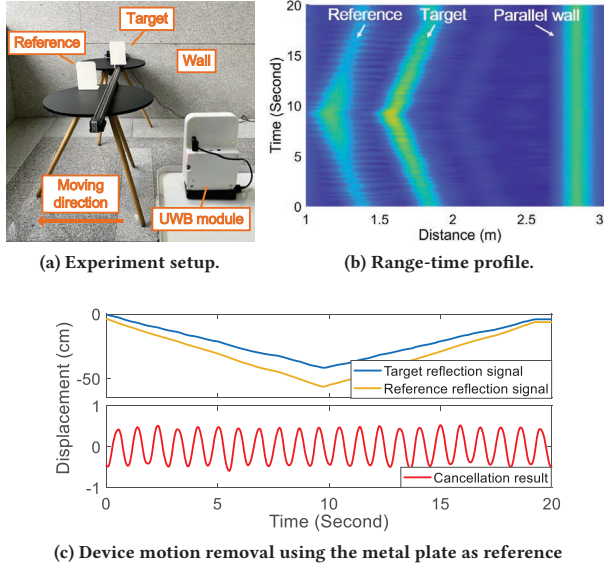 Target
Reference
Wall
Moving
direction
UWB module
(a) Experiment setup.
20
15
10
5
0
Time (Second)
Reference
Target
Parallel wall
1
1.5
2
2.5
3
Distance (m)
(b) Range-time profile.
Displacement (cm)
0
-50
Target reflection signal
Reference reflection signal
1
0
-1
Cancellation result
0
5
10
15
20
Time (Second)
(c) Device motion removal using the metal plate as reference